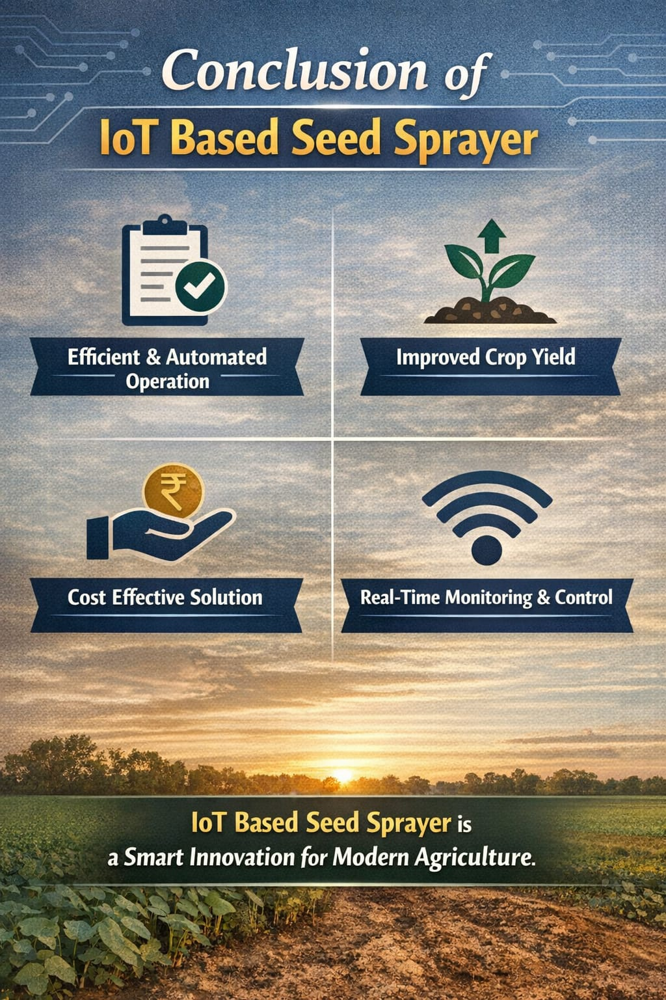 Conclusion of
IoT Based Seed Sprayer
Efficient & Automated
Operation
Improved Crop Yield
₹
Cost Effective Solution
Real-Time Monitoring & Control
IoT Based Seed Sprayer is
a Smart Innovation for Modern Agriculture.